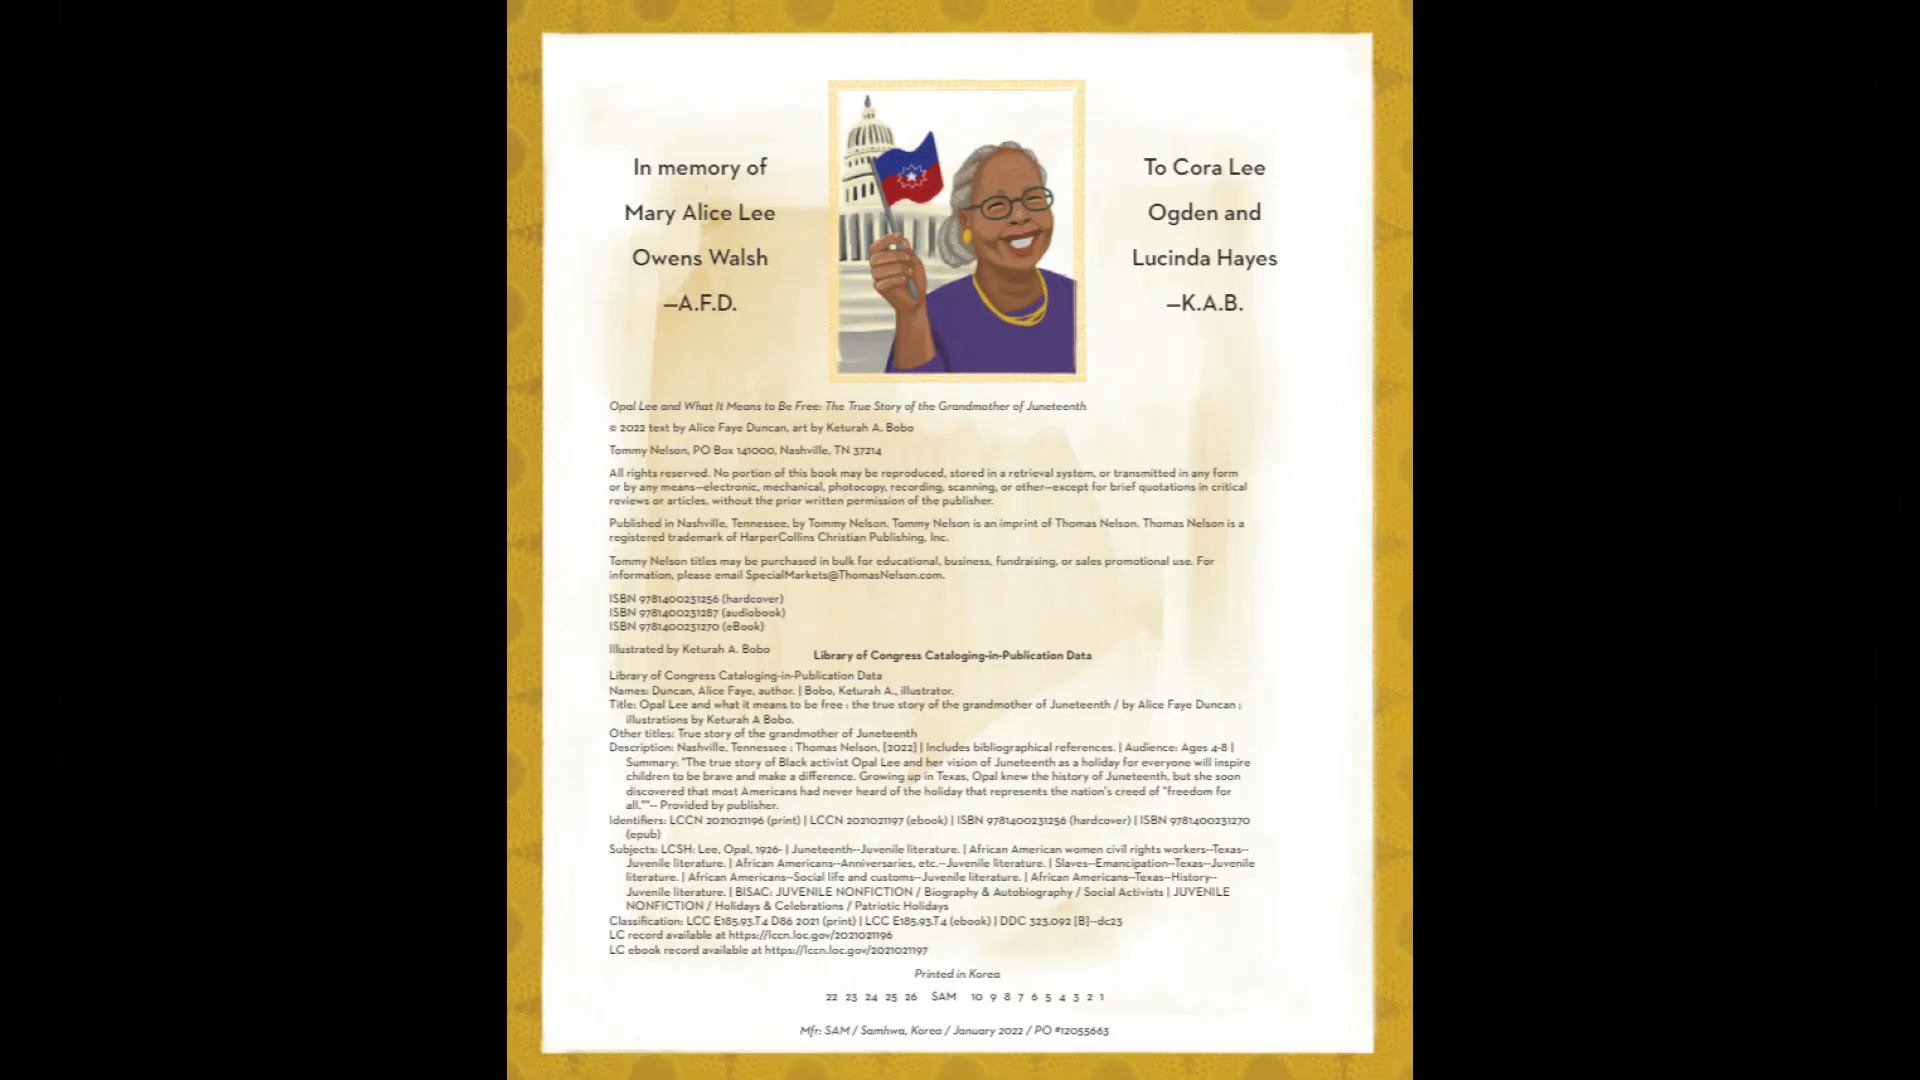 In memory of
Mary Alice Lee
Owens Walsh
—A.F.D.
To Cora Lee
Ogden and
Lucinda Hayes
—K.A.B.
Opal Lee and What It Means to Be Free: The True Story of the Grandmother of Juneteenth
© 2022 text by Alice Faye Duncan, art by Keturah A. Bobo
Tommy Nelson, PO Box 141000, Nashville, TN 37214
All rights reserved. No portion of this book may be reproduced, stored in a retrieval system, or transmitted in any form
or by any means—electronic, mechanical, photocopy, recording, scanning, or other—except for brief quotations in critical
reviews or articles, without the prior written permission of the publisher.
Published in Nashville, Tennessee, by Tommy Nelson. Tommy Nelson is an imprint of Thomas Nelson. Thomas Nelson is a
registered trademark of HarperCollins Christian Publishing, Inc.
Tommy Nelson titles may be purchased in bulk for educational, business, fundraising, or sales promotional use. For
information, please email SpecialMarkets@ThomasNelson.com.
ISBN 9781400231256 (hardcover)
ISBN 9781400231287 (audiobook)
ISBN 9781400231270 (eBook)
Illustrated by Keturah A. Bobo
Library of Congress Cataloging-in-Publication Data
Library of Congress Cataloging-in-Publication Data
Names: Duncan, Alice Faye, author. | Bobo, Keturah A., illustrator.
Title: Opal Lee and what it means to be free : the true story of the grandmother of Juneteenth / by Alice Faye Duncan ;
illustrations by Keturah A Bobo.
Other titles: True story of the grandmother of Juneteenth
Description: Nashville, Tennessee : Thomas Nelson, [2022] | Includes bibliographical references. | Audience: Ages 4-8 |
Summary: "The true story of Black activist Opal Lee and her vision of Juneteenth as a holiday for everyone will inspire
children to be brave and make a difference. Growing up in Texas, Opal knew the history of Juneteenth, but she soon
discovered that most Americans had never heard of the holiday that represents the nation's creed of "freedom for
all.""-- Provided by publisher.
Identifiers: LCCN 2021021196 (print) | LCCN 2021021197 (ebook) | ISBN 9781400231256 (hardcover) | ISBN 9781400231270
(epub)
Subjects: LCSH: Lee, Opal, 1926- | Juneteenth--Juvenile literature. | African American women civil rights workers--Texas--
Juvenile literature. | African Americans--Anniversaries, etc.--Juvenile literature. | Slaves--Emancipation--Texas--Juvenile
literature. | African Americans--Social life and customs--Juvenile literature. | African Americans--Texas--History--
Juvenile literature. | BISAC: JUVENILE NONFICTION / Biography & Autobiography / Social Activists | JUVENILE
NONFICTION / Holidays & Celebrations / Patriotic Holidays
Classification: LCC E185.93.T4 D86 2021 (print) | LCC E185.93.T4 (ebook) | DDC 323.092 [B]--dc23
LC record available at https://lccn.loc.gov/2021021196
LC ebook record available at https://lccn.loc.gov/2021021197
Printed in Korea
22 23 24 25 26 SAM 10 9 8 7 6 5 4 3 2 1
Mfr: SAM / Samhwa, Korea / January 2022 / PO #12055663